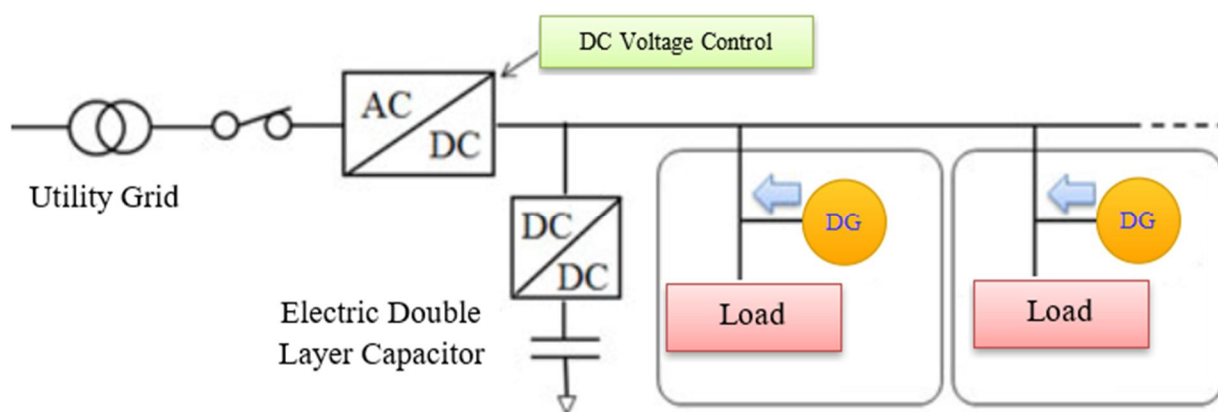 DC Voltage Control
AC
DC
Utility Grid
DC
DC
Electric Double
Layer Capacitor
DG
Load
DG
Load